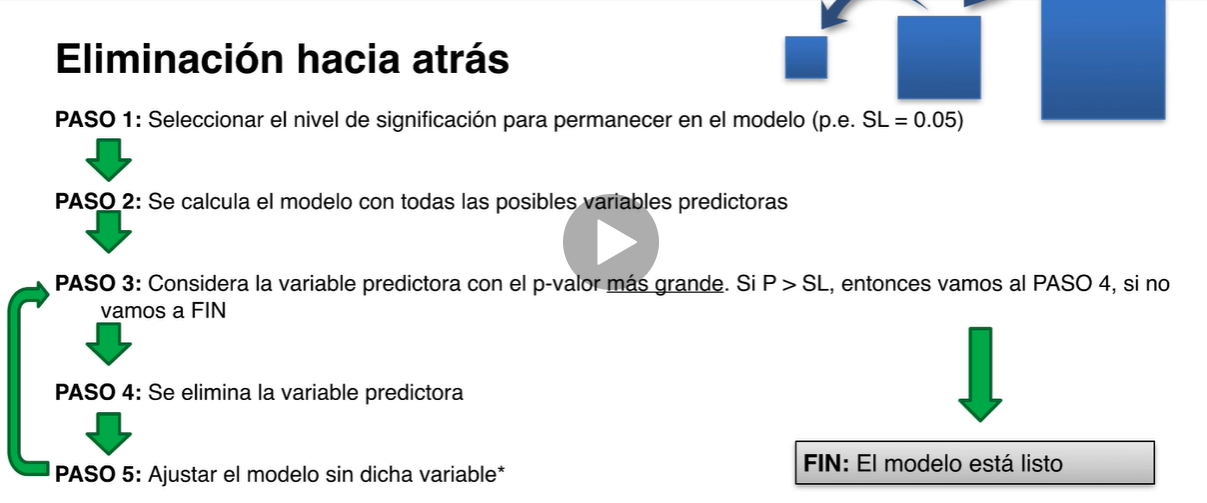 Eliminación hacia atrás
PASO 1: Seleccionar el nivel de significación para permanecer en el modelo (p.e. SL = 0.05)
PASO 2: Se calcula el modelo con todas las posibles variables predictoras
PASO 3: Considera la variable predictora con el p-valor más grande. Si P > SL, entonces vamos al PASO 4, si no
vamos a FIN
PASO 4: Se elimina la variable predictora
PASO 5: Ajustar el modelo sin dicha variable*
FIN: El modelo está listo